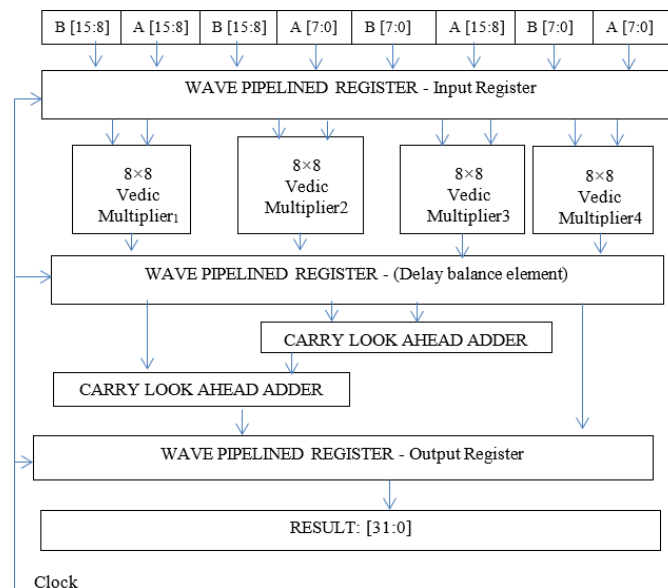 B [15:8] A [15:8] B [15:8] A [7:0] B [7:0] A [15:8] B [7:0] A [7:0]
WAVE PIPELINED REGISTER - Input Register
8×8
Vedic
Multiplier1
8×8
Vedic
Multiplier2
8×8
Vedic
Multiplier3
8×8
Vedic
Multiplier4
WAVE PIPELINED REGISTER - (Delay balance element)
CARRY LOOK AHEAD ADDER
CARRY LOOK AHEAD ADDER
WAVE PIPELINED REGISTER - Output Register
RESULT: [31:0]
Clock